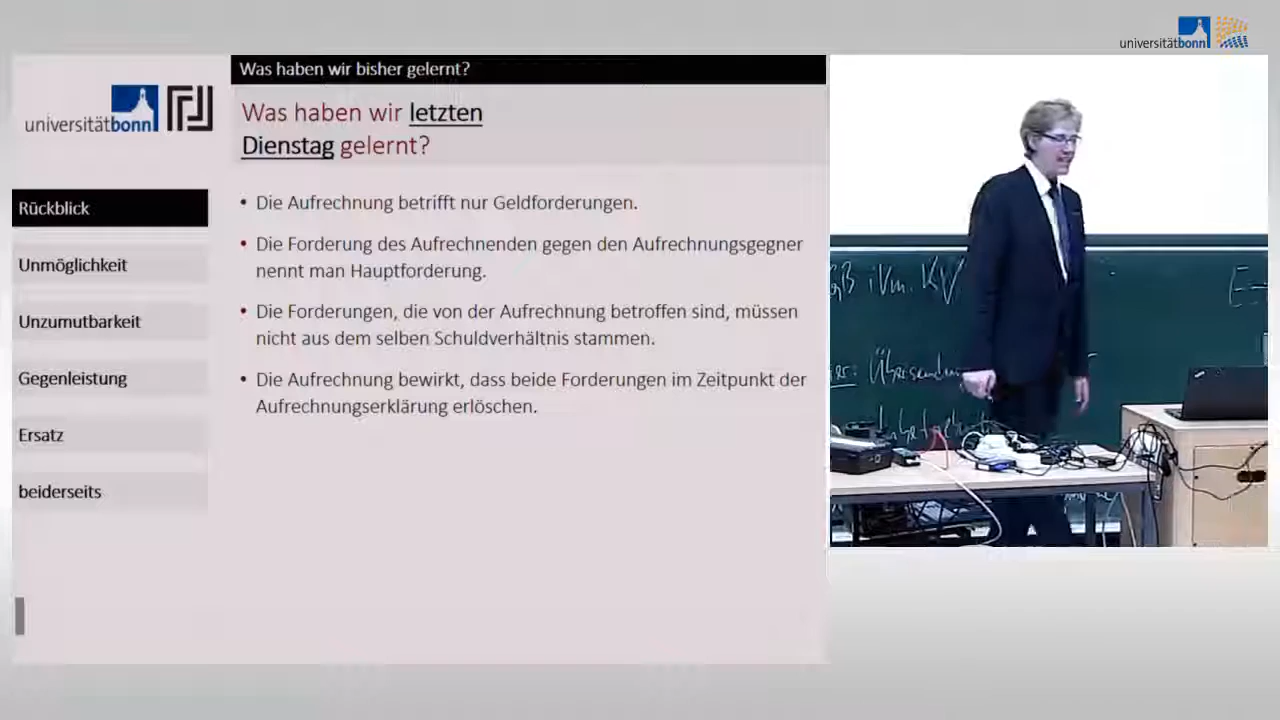 universitätbonn
Was haben wir bisher gelernt?
universitätbonn
Was haben wir letzten
Dienstag gelernt?
Rückblick
Unmöglichkeit
Unzumutbarkeit
Gegenleistung
Ersatz
beiderseits
• Die Aufrechnung betrifft nur Geldforderungen.
• Die Forderung des Aufrechnenden gegen den Aufrechnungsgegner
nennt man Hauptforderung.
• Die Forderungen, die von der Aufrechnung betroffen sind, müssen
nicht aus dem selben Schuldverhältnis stammen.
• Die Aufrechnung bewirkt, dass beide Forderungen im Zeitpunkt der
Aufrechnungserklärung erlöschen.
iVm. KV